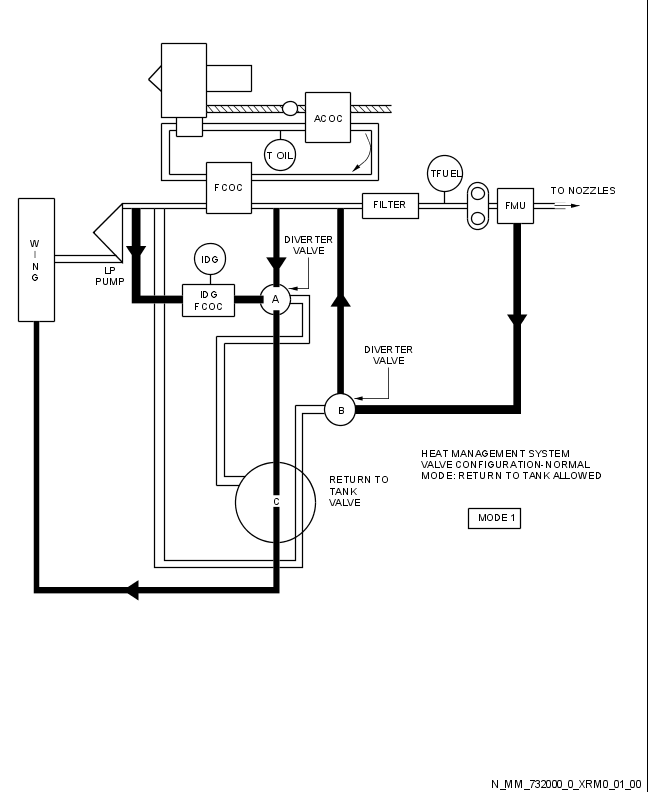 ACOC
T OIL
FCOC
TFUEL
TO NOZZLES
FILTER
FMU
WING
LP
PUMP
IDG
DIVERTER
VALVE
IDG
FCOC
A
DIVERTER
VALVE
B
HEAT MANAGEMENT SYSTEM
VALVE CONFIGURATION-NORMAL
MODE: RETURN TO TANK ALLOWED
RETURN TO
TANK
VALVE
C
MODE 1
N_MM_732000_0_XRM0_01_00